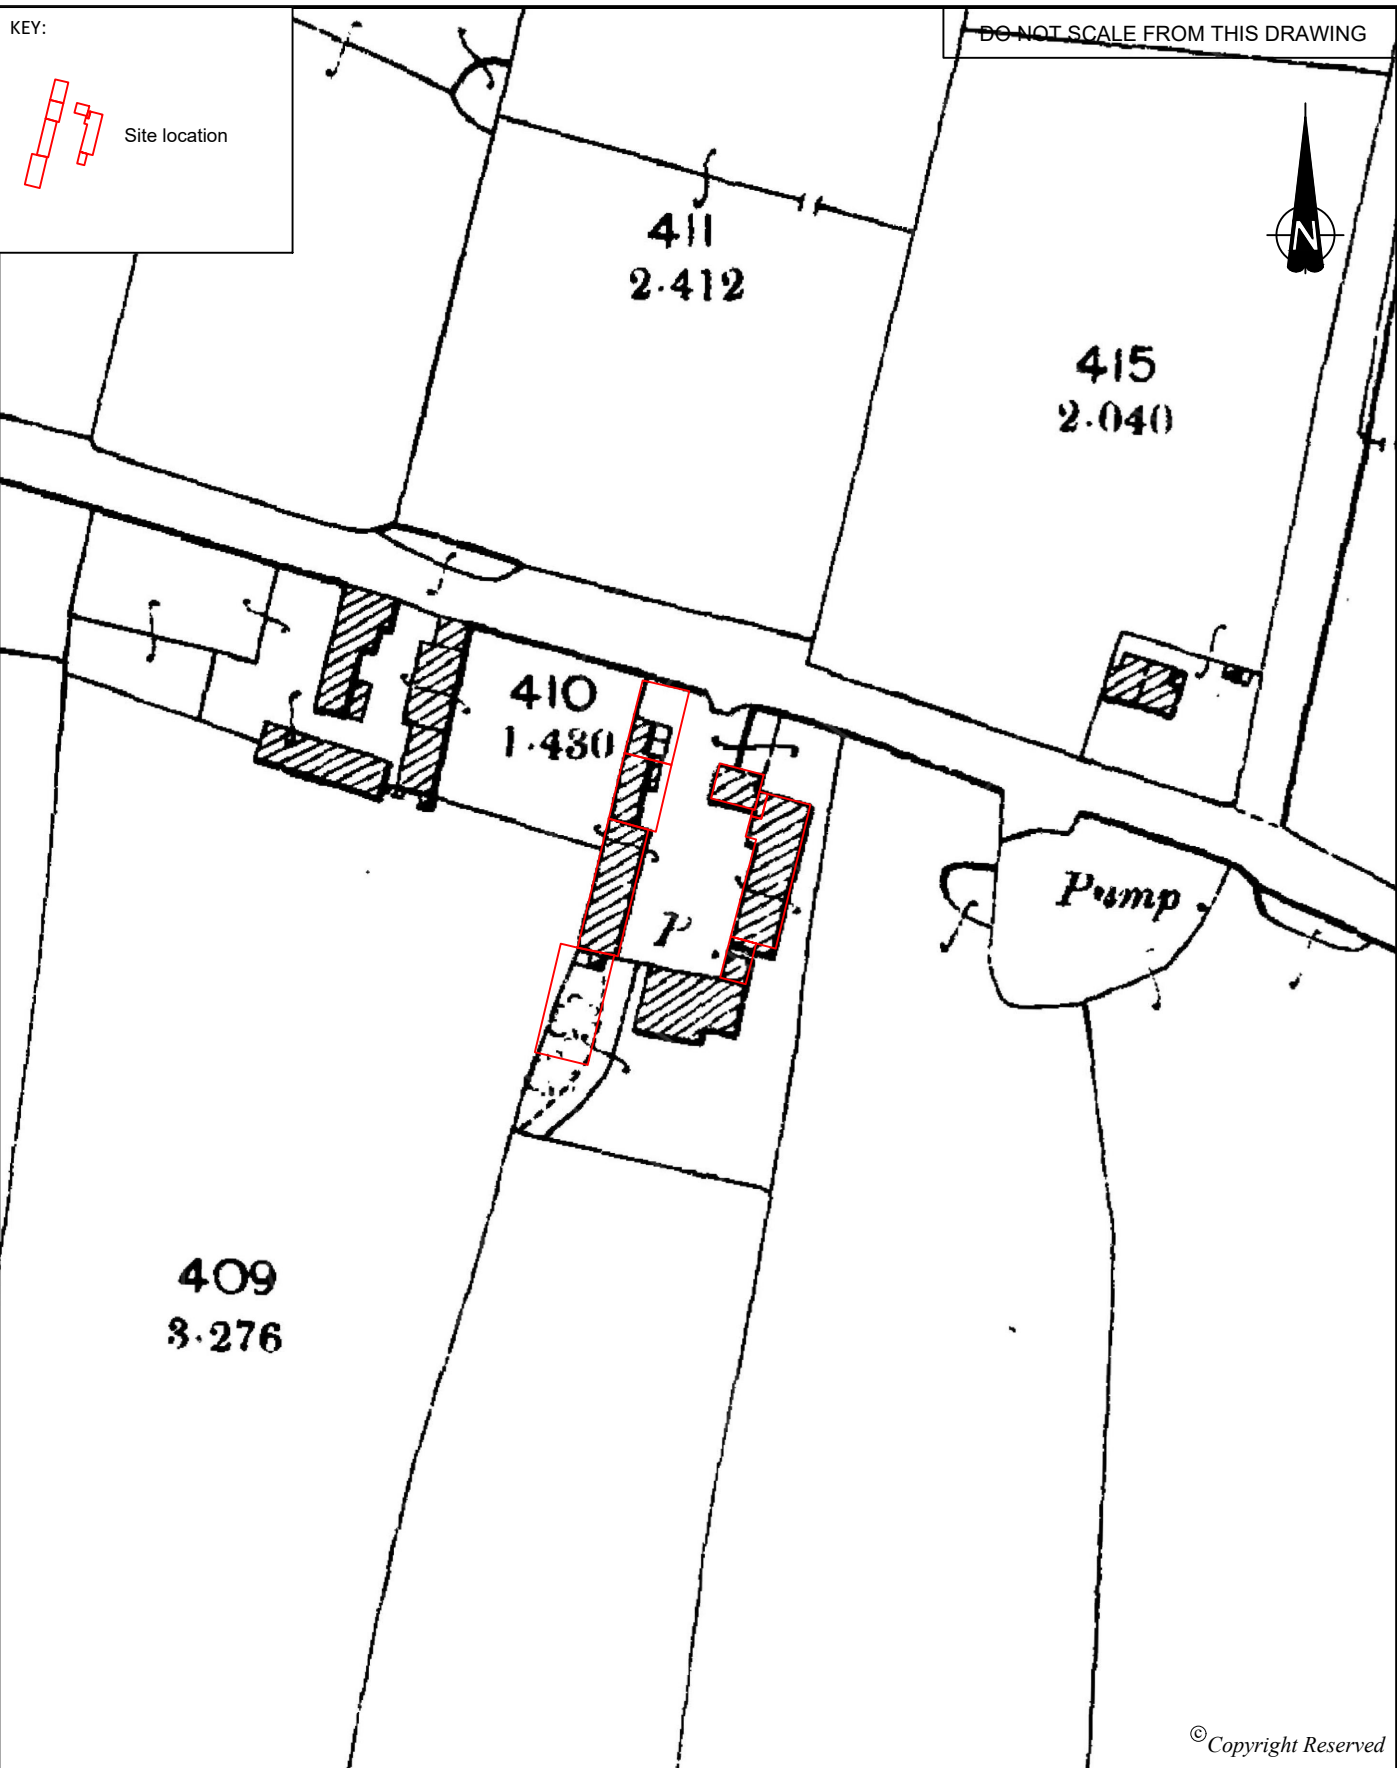 KEY:
DO NOT SCALE FROM THIS DRAWING
Site location
N
411
2·412
415
2·040
410
1·430
Pump
P
409
3·276
© Copyright Reserved